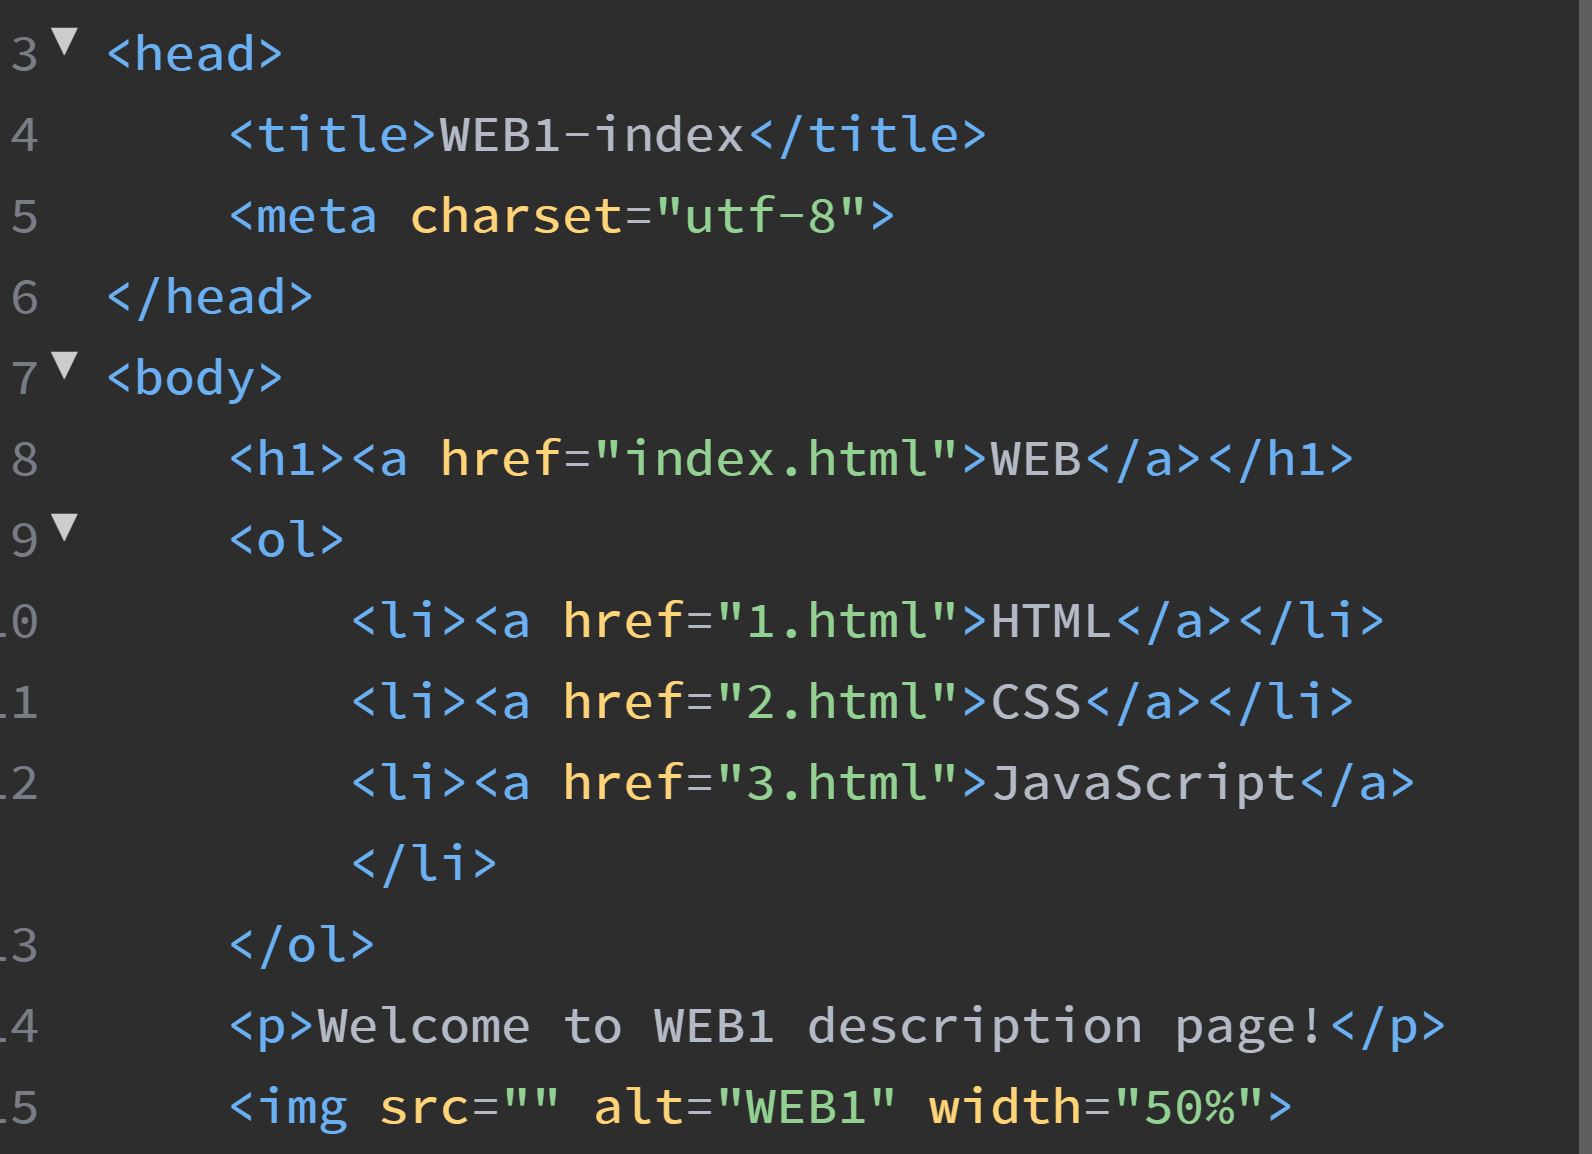 3 ▼ <head>
4 <title>WEB1-index</title>
5 <meta charset="utf-8">
6 </head>
7 ▼ <body>
8 <h1><a href="index.html">WEB</a></h1>
9 ▼ <ol>
10 <li><a href="1.html">HTML</a></li>
11 <li><a href="2.html">CSS</a></li>
12 <li><a href="3.html">JavaScript</a>
</li>
13 </ol>
14 <p>Welcome to WEB1 description page!</p>
15 <img src="" alt="WEB1" width="50%">